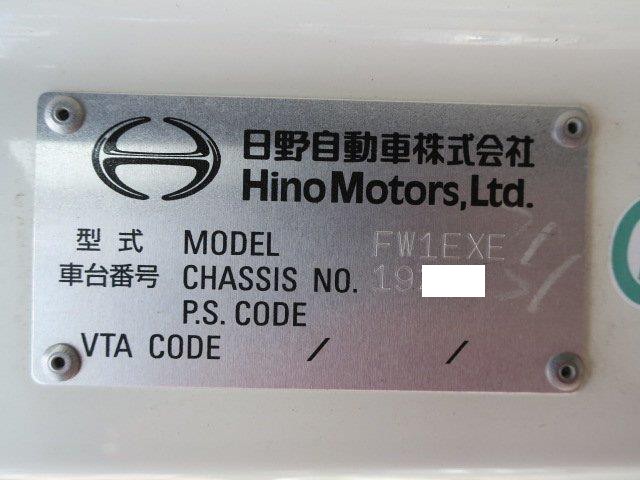 日野自動車株式会社
Hino Motors, Ltd.
型式 MODEL FW1EXE
車台番号 CHASSIS NO. 19
P.S. CODE
VTA CODE / /